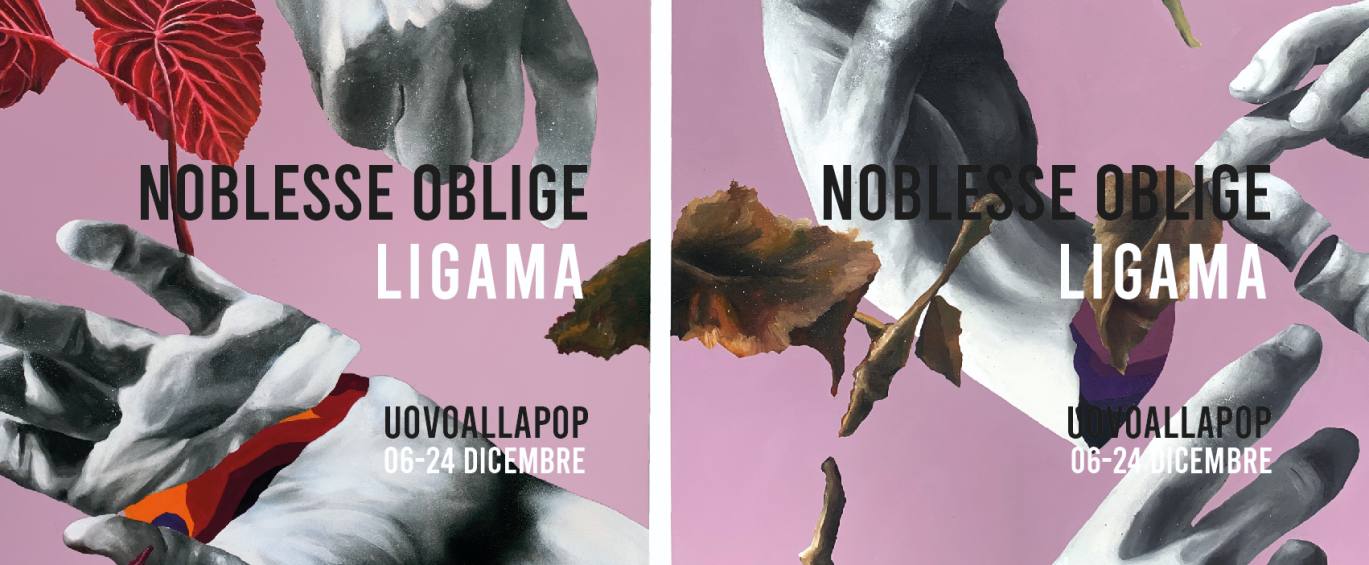 NOBLESSE OBLIGE
LIGAMA
UOVOALLAPOP
06-24 DICEMBRE
NOBLESSE OBLIGE
LIGAMA
UOVOALLAPOP
06-24 DICEMBRE